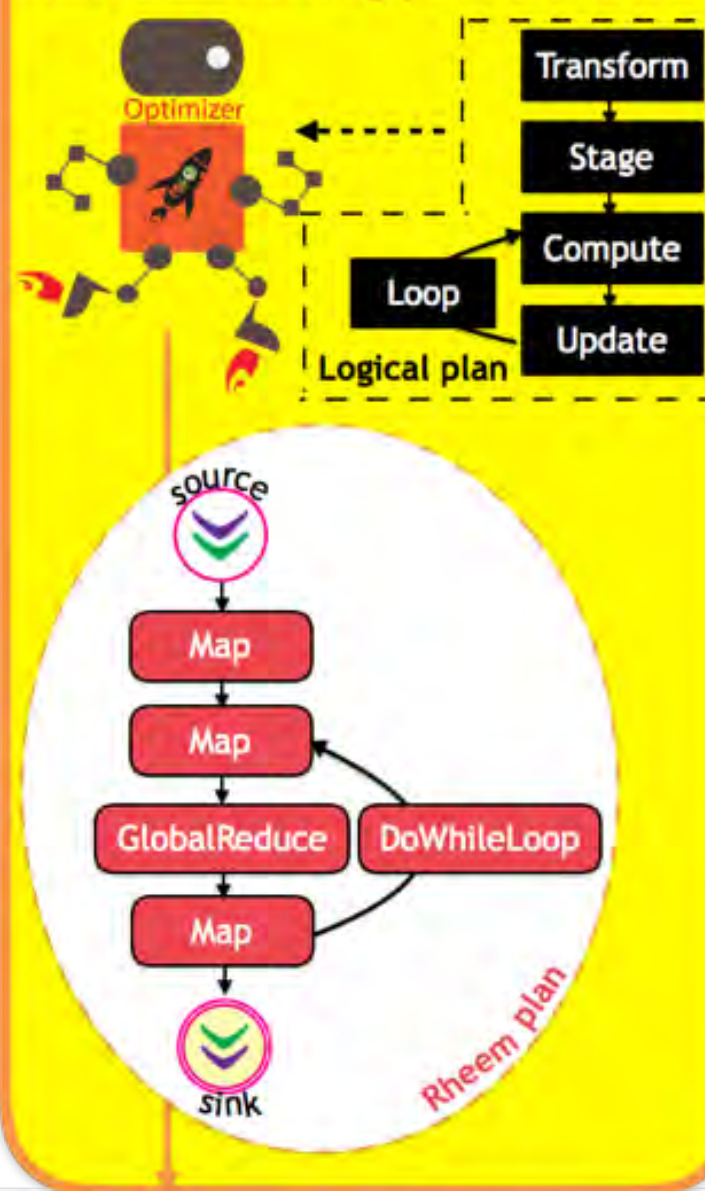 Optimizer
Transform
Stage
Compute
Loop
Update
Logical plan
source
Map
Map
GlobalReduce
DoWhileLoop
Map
sink
Rheem plan